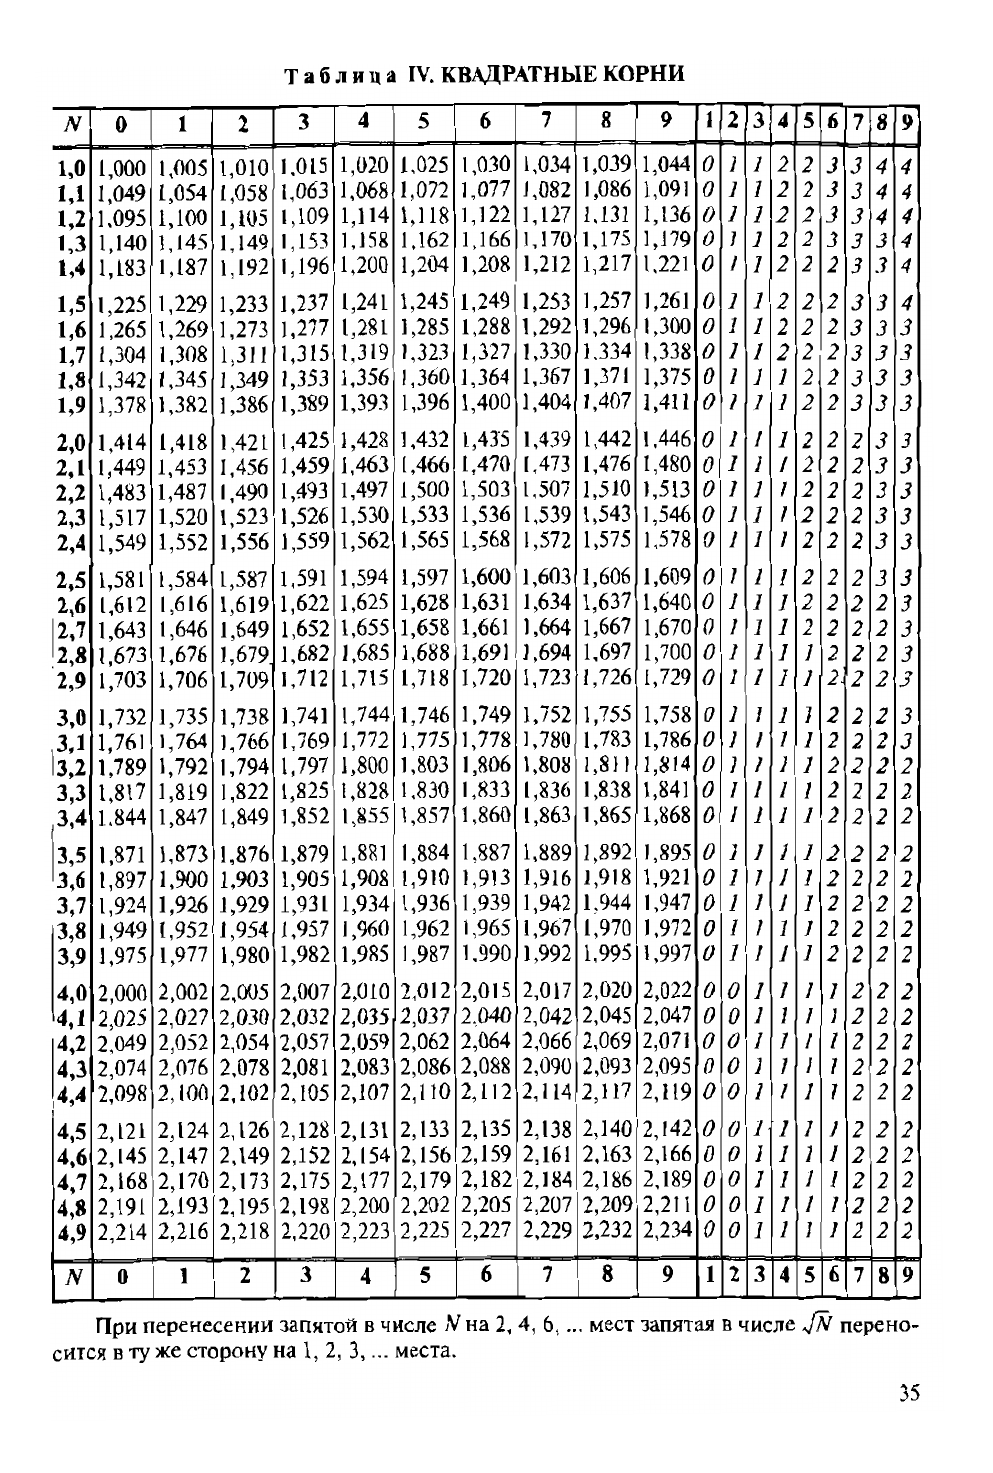 Таблица IV. КВАДРАТНЫЕ КОРНИ
N 0 1 2 3 4 5 6 7 8 9 1 2 3 4 5 6 7 8 9
1,0 1,000 1,005 1,010 1,015 1,020 1,025 1,030 1,034 1,039 1,044 0 1 1 2 2 3 3 4 4
1,1 1,049 1,054 1,058 1,063 1,068 1,072 1,077 1,082 1,086 1,091 0 1 1 2 2 3 3 4 4
1,2 1,095 1,100 1,105 1,109 1,114 1,118 1,122 1,127 1,131 1,136 0 1 1 2 2 3 3 4 4
1,3 1,140 1,145 1,149 1,153 1,158 1,162 1,166 1,170 1,175 1,179 0 1 1 2 2 3 3 3 4
1,4 1,183 1,187 1,192 1,196 1,200 1,204 1,208 1,212 1,217 1,221 0 1 1 2 2 2 3 3 4
1,5 1,225 1,229 1,233 1,237 1,241 1,245 1,249 1,253 1,257 1,261 0 1 1 2 2 2 3 3 4
1,6 1,265 1,269 1,273 1,277 1,281 1,285 1,288 1,292 1,296 1,300 0 1 1 2 2 2 3 3 3
1,7 1,304 1,308 1,311 1,315 1,319 1,323 1,327 1,330 1,334 1,338 0 1 1 2 2 2 3 3 3
1,8 1,342 1,345 1,349 1,353 1,356 1,360 1,364 1,367 1,371 1,375 0 1 1 1 2 2 3 3 3
1,9 1,378 1,382 1,386 1,389 1,393 1,396 1,400 1,404 1,407 1,411 0 1 1 1 2 2 3 3 3
2,0 1,414 1,418 1,421 1,425 1,428 1,432 1,435 1,439 1,442 1,446 0 1 1 1 2 2 2 3 3
2,1 1,449 1,453 1,456 1,459 1,463 1,466 1,470 1,473 1,476 1,480 0 1 1 1 2 2 2 3 3
2,2 1,483 1,487 1,490 1,493 1,497 1,500 1,503 1,507 1,510 1,513 0 1 1 1 2 2 2 3 3
2,3 1,517 1,520 1,523 1,526 1,530 1,533 1,536 1,539 1,543 1,546 0 1 1 1 2 2 2 3 3
2,4 1,549 1,552 1,556 1,559 1,562 1,565 1,568 1,572 1,575 1,578 0 1 1 1 2 2 2 3 3
2,5 1,581 1,584 1,587 1,591 1,594 1,597 1,600 1,603 1,606 1,609 0 1 1 1 2 2 2 3 3
2,6 1,612 1,616 1,619 1,622 1,625 1,628 1,631 1,634 1,637 1,640 0 1 1 1 2 2 2 2 3
2,7 1,643 1,646 1,649 1,652 1,655 1,658 1,661 1,664 1,667 1,670 0 1 1 1 2 2 2 2 3
2,8 1,673 1,676 1,679 1,682 1,685 1,688 1,691 1,694 1,697 1,700 0 1 1 1 1 2 2 2 3
2,9 1,703 1,706 1,709 1,712 1,715 1,718 1,720 1,723 1,726 1,729 0 1 1 1 1 2 2 2 3
3,0 1,732 1,735 1,738 1,741 1,744 1,746 1,749 1,752 1,755 1,758 0 1 1 1 1 2 2 2 3
3,1 1,761 1,764 1,766 1,769 1,772 1,775 1,778 1,780 1,783 1,786 0 1 1 1 1 2 2 2 3
3,2 1,789 1,792 1,794 1,797 1,800 1,803 1,806 1,808 1,811 1,814 0 1 1 1 1 2 2 2 2
3,3 1,817 1,819 1,822 1,825 1,828 1,830 1,833 1,836 1,838 1,841 0 1 1 1 1 2 2 2 2
3,4 1,844 1,847 1,849 1,852 1,855 1,857 1,860 1,863 1,865 1,868 0 1 1 1 1 2 2 2 2
3,5 1,871 1,873 1,876 1,879 1,881 1,884 1,887 1,889 1,892 1,895 0 1 1 1 1 2 2 2 2
3,6 1,897 1,900 1,903 1,905 1,908 1,910 1,913 1,916 1,918 1,921 0 1 1 1 1 2 2 2 2
3,7 1,924 1,926 1,929 1,931 1,934 1,936 1,939 1,942 1,944 1,947 0 1 1 1 1 2 2 2 2
3,8 1,949 1,952 1,954 1,957 1,960 1,962 1,965 1,967 1,970 1,972 0 1 1 1 1 2 2 2 2
3,9 1,975 1,977 1,980 1,982 1,985 1,987 1,990 1,992 1,995 1,997 0 1 1 1 1 2 2 2 2
4,0 2,000 2,002 2,005 2,007 2,010 2,012 2,015 2,017 2,020 2,022 0 0 1 1 1 1 2 2 2
4,1 2,025 2,027 2,030 2,032 2,035 2,037 2,040 2,042 2,045 2,047 0 0 1 1 1 1 2 2 2
4,2 2,049 2,052 2,054 2,057 2,059 2,062 2,064 2,066 2,069 2,071 0 0 1 1 1 1 2 2 2
4,3 2,074 2,076 2,078 2,081 2,083 2,086 2,088 2,090 2,093 2,095 0 0 1 1 1 1 2 2 2
4,4 2,098 2,100 2,102 2,105 2,107 2,110 2,112 2,114 2,117 2,119 0 0 1 1 1 1 2 2 2
4,5 2,121 2,124 2,126 2,128 2,131 2,133 2,135 2,138 2,140 2,142 0 0 1 1 1 1 2 2 2
4,6 2,145 2,147 2,149 2,152 2,154 2,156 2,159 2,161 2,163 2,166 0 0 1 1 1 1 2 2 2
4,7 2,168 2,170 2,173 2,175 2,177 2,179 2,182 2,184 2,186 2,189 0 0 1 1 1 1 2 2 2
4,8 2,191 2,193 2,195 2,198 2,200 2,202 2,205 2,207 2,209 2,211 0 0 1 1 1 1 2 2 2
4,9 2,214 2,216 2,218 2,220 2,223 2,225 2,227 2,229 2,232 2,234 0 0 1 1 1 1 2 2 2
N 0 1 2 3 4 5 6 7 8 9 1 2 3 4 5 6 7 8 9
При перенесении запятой в числе N на 2, 4, 6, ... мест запятая в числе √N перено-
сится в ту же сторону на 1, 2, 3, ... места.
35